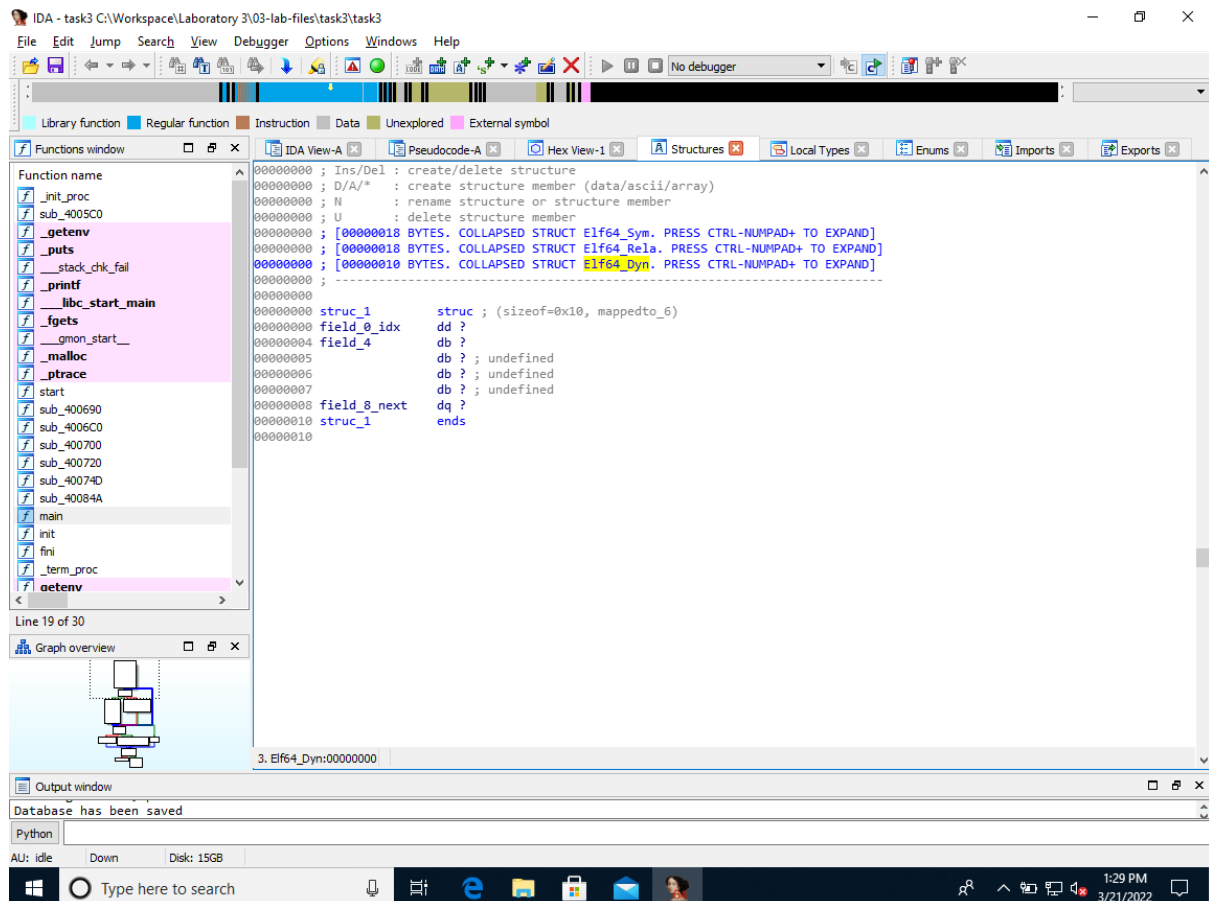 IDA - task3 C:\Workspace\Laboratory 3\03-lab-files\task3\task3
File Edit Jump Search View Debugger Options Windows Help
No debugger
Library function Regular function Instruction Data Unexplored External symbol
Functions window
IDA View-A Pseudocode-A Hex View-1 Structures Local Types Enums Imports Exports
Function name
_init_proc
sub_4005C0
_getenv
_puts
___stack_chk_fail
_printf
___libc_start_main
_fgets
___gmon_start__
_malloc
_ptrace
start
sub_400690
sub_4006C0
sub_400700
sub_400720
sub_40074D
sub_40084A
main
init
fini
_term_proc
getenv
Line 19 of 30
Graph overview
00000000 ; Ins/Del : create/delete structure
00000000 ; D/A/* : create structure member (data/ascii/array)
00000000 ; N : rename structure or structure member
00000000 ; U : delete structure member
00000000 ; [00000018 BYTES. COLLAPSED STRUCT Elf64_Sym. PRESS CTRL-NUMPAD+ TO EXPAND]
00000000 ; [00000018 BYTES. COLLAPSED STRUCT Elf64_Rela. PRESS CTRL-NUMPAD+ TO EXPAND]
00000000 ; [00000010 BYTES. COLLAPSED STRUCT Elf64_Dyn. PRESS CTRL-NUMPAD+ TO EXPAND]
00000000 ; ---------------------------------------------------------------------------
00000000
00000000 struc_1 struc ; (sizeof=0x10, mappedto_6)
00000000 field_0_idx dd ?
00000004 field_4 db ?
00000005 db ? ; undefined
00000006 db ? ; undefined
00000007 db ? ; undefined
00000008 field_8_next dq ?
00000010 struc_1 ends
00000010
3. Elf64_Dyn:00000000
Output window
Database has been saved
Python
AU: idle Down Disk: 15GB
Type here to search
1:29 PM
3/21/2022